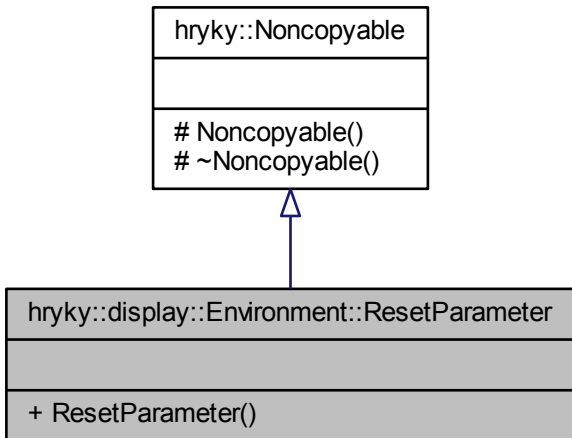 hryky::Noncopyable
# Noncopyable()
# ~Noncopyable()
hryky::display::Environment::ResetParameter
+ ResetParameter()